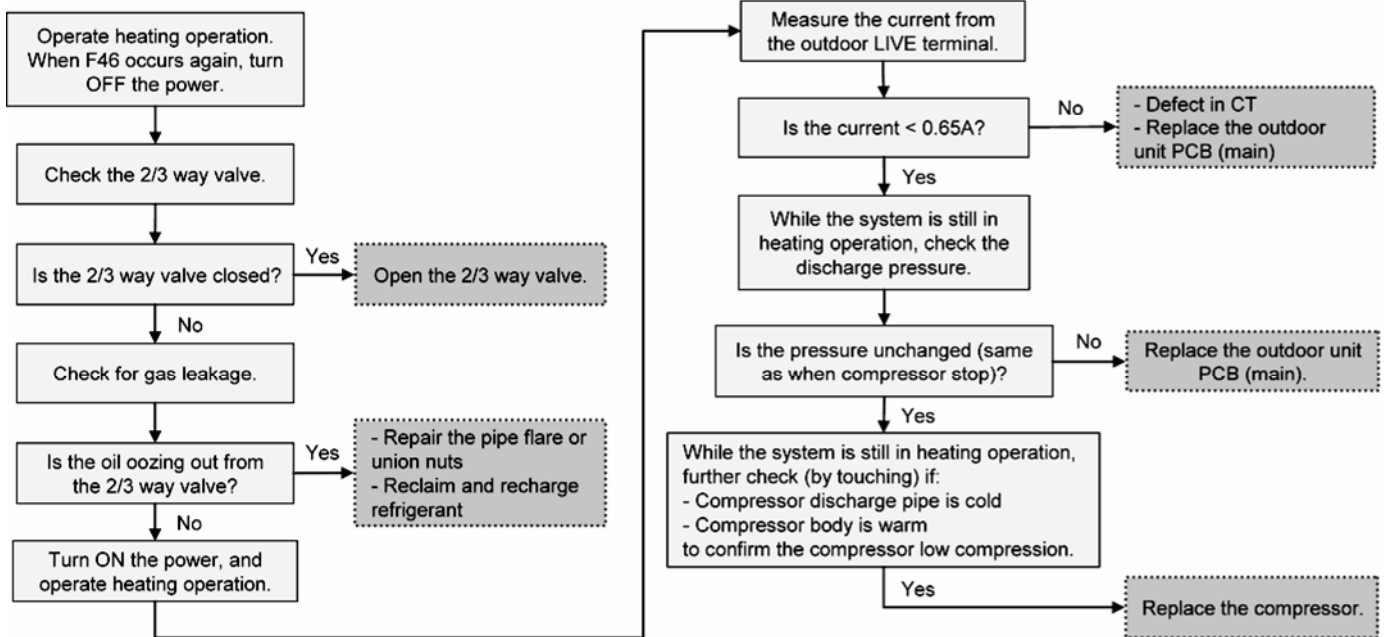 Operate heating operation.
When F46 occurs again, turn
OFF the power.
Check the 2/3 way valve.
Is the 2/3 way valve closed?
Yes
Open the 2/3 way valve.
No
Check for gas leakage.
Is the oil oozing out from
the 2/3 way valve?
Yes
- Repair the pipe flare or
union nuts
- Reclaim and recharge
refrigerant
No
Turn ON the power, and
operate heating operation.
Measure the current from
the outdoor LIVE terminal.
Is the current < 0.65A?
No
- Defect in CT
- Replace the outdoor
unit PCB (main)
Yes
While the system is still in
heating operation, check the
discharge pressure.
Is the pressure unchanged (same
as when compressor stop)?
No
Replace the outdoor unit
PCB (main).
Yes
While the system is still in heating operation,
further check (by touching) if:
- Compressor discharge pipe is cold
- Compressor body is warm
to confirm the compressor low compression.
Yes
Replace the compressor.